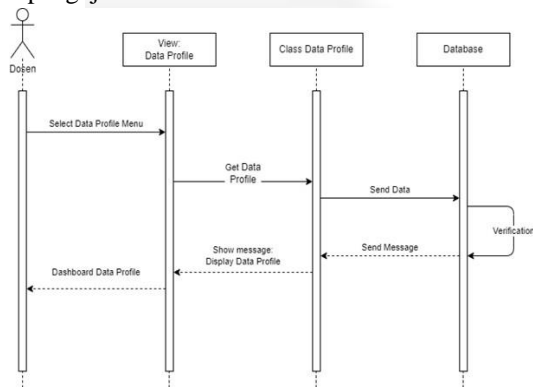 Dosen
View:
Data Profile
Class Data Profile
Database
Select Data Profile Menu
Get Data
Profile
Send Data
Verification
Send Message
Show message:
Display Data Profile
Dashboard Data Profile